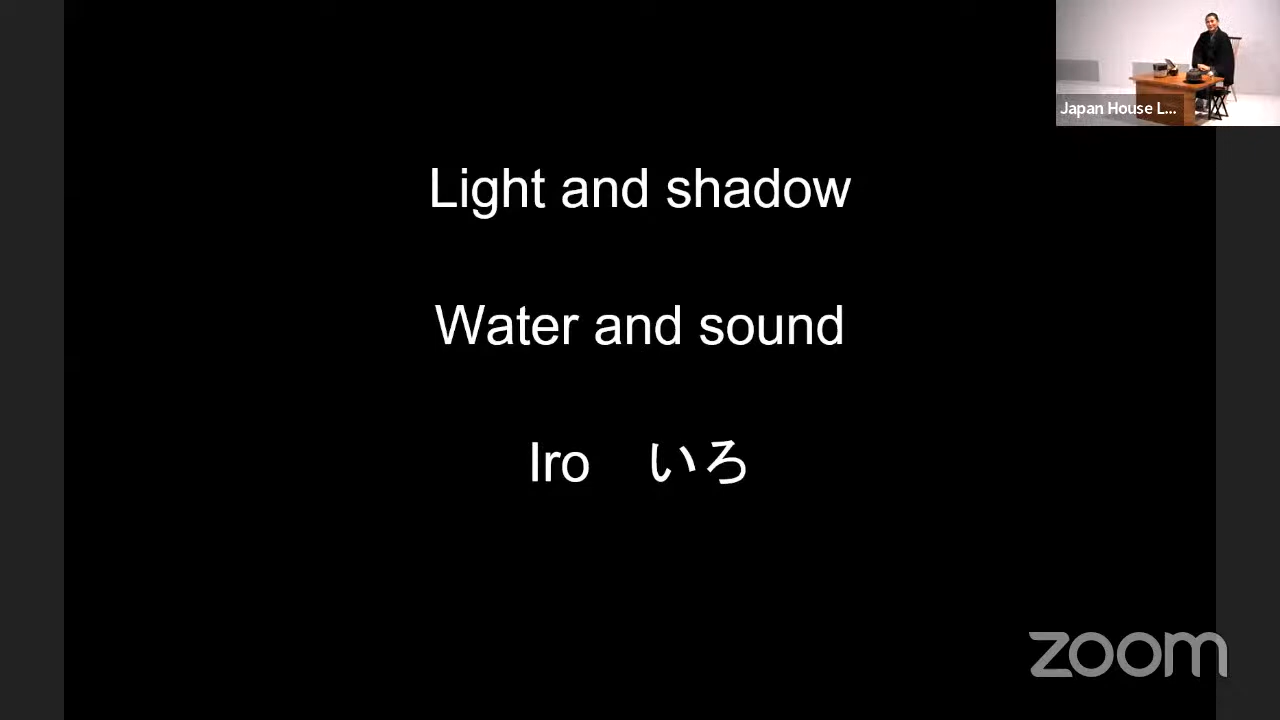 Japan House L...
Light and shadow
Water and sound
Iro　いろ
zoom